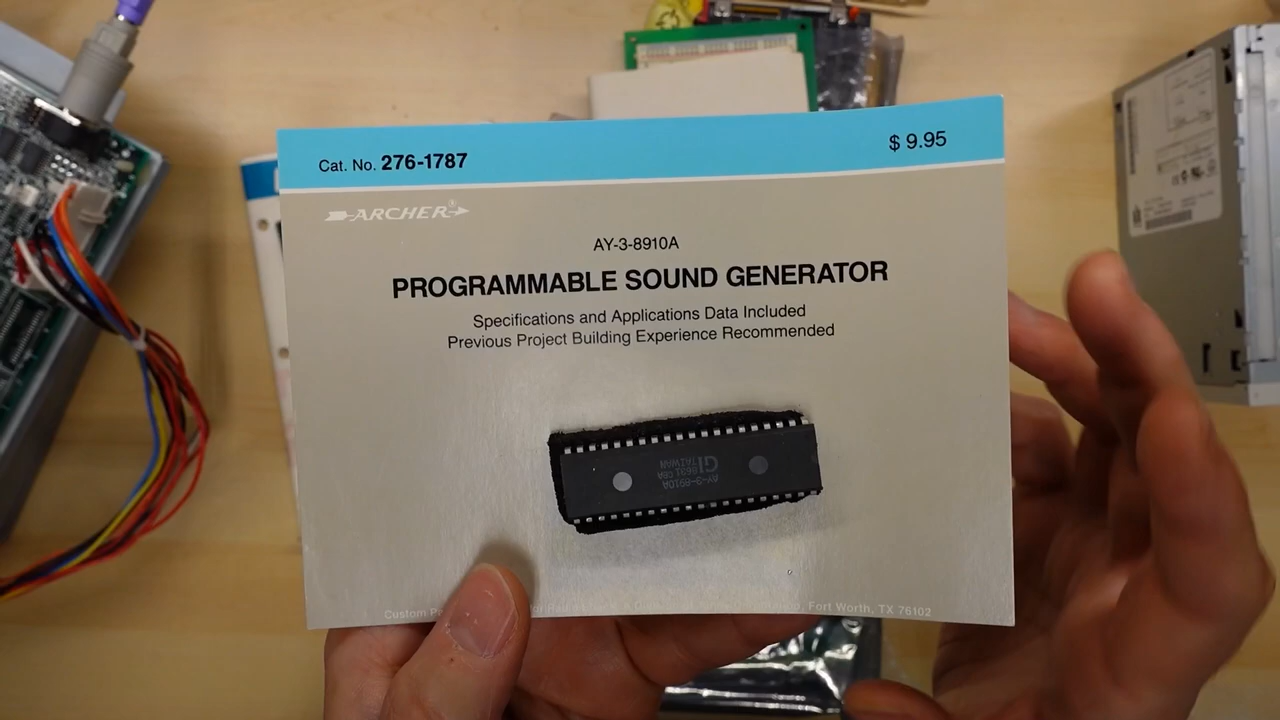 Cat. No. 276-1787
$ 9.95
ARCHER®
AY-3-8910A
PROGRAMMABLE SOUND GENERATOR
Specifications and Applications Data Included
Previous Project Building Experience Recommended
GI
TAIWAN
AY-3-8910A
Custom
Fort Worth, TX 76102